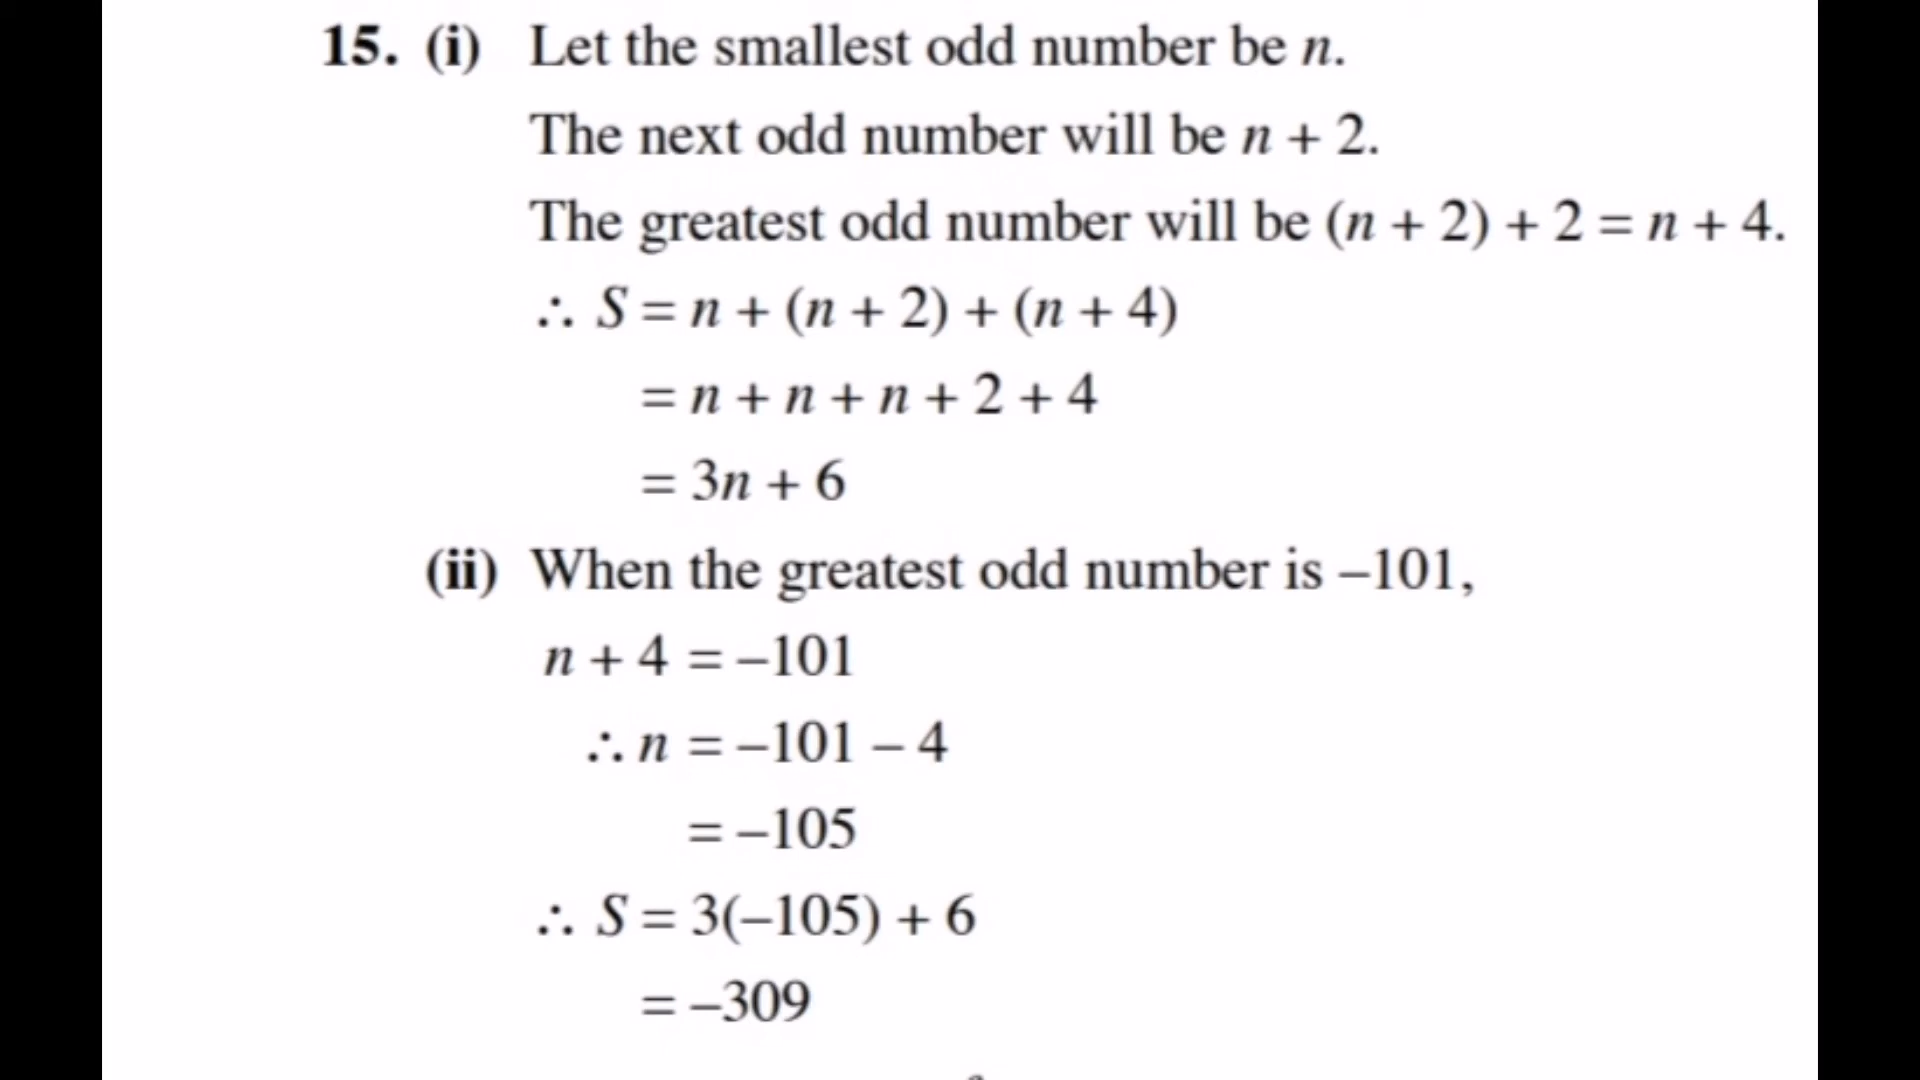 15. (i) Let the smallest odd number be n.
The next odd number will be n + 2.
The greatest odd number will be (n + 2) + 2 = n + 4.
∴ S = n + (n + 2) + (n + 4)
= n + n + n + 2 + 4
= 3n + 6
(ii) When the greatest odd number is –101,
n + 4 = –101
∴ n = –101 – 4
= –105
∴ S = 3(–105) + 6
= –309